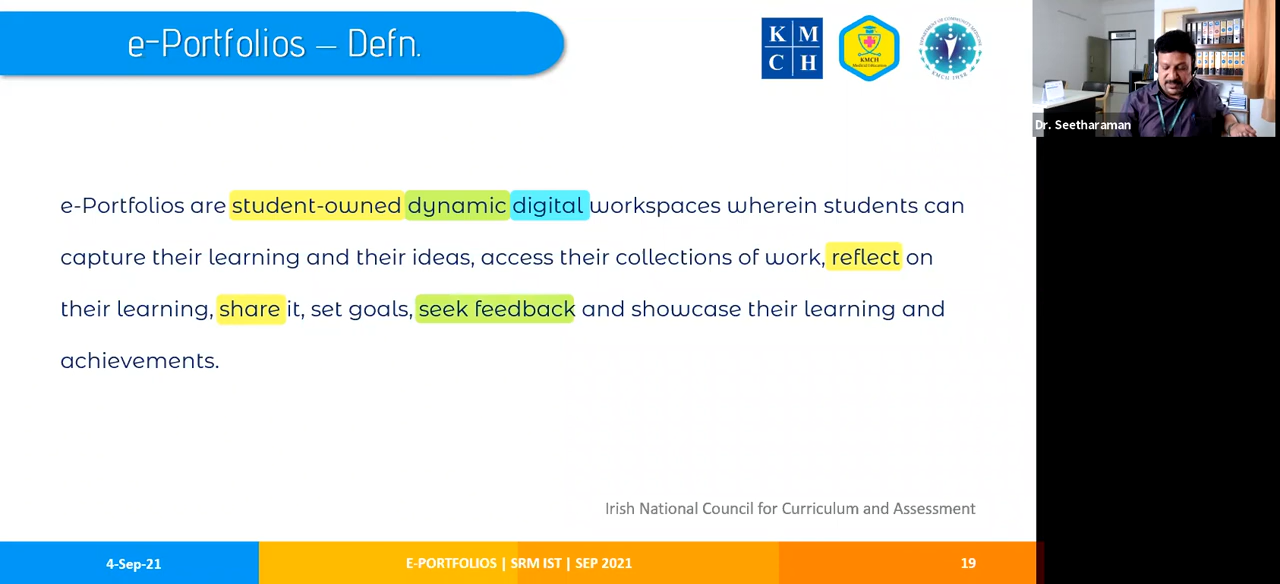 e-Portfolios – Defn.
K M
C H
KMCH
Medical Education
Dr. Seetharaman
e-Portfolios are student-owned dynamic digital workspaces wherein students can
capture their learning and their ideas, access their collections of work, reflect on
their learning, share it, set goals, seek feedback and showcase their learning and
achievements.
Irish National Council for Curriculum and Assessment
4-Sep-21
E-PORTFOLIOS | SRM IST | SEP 2021
19